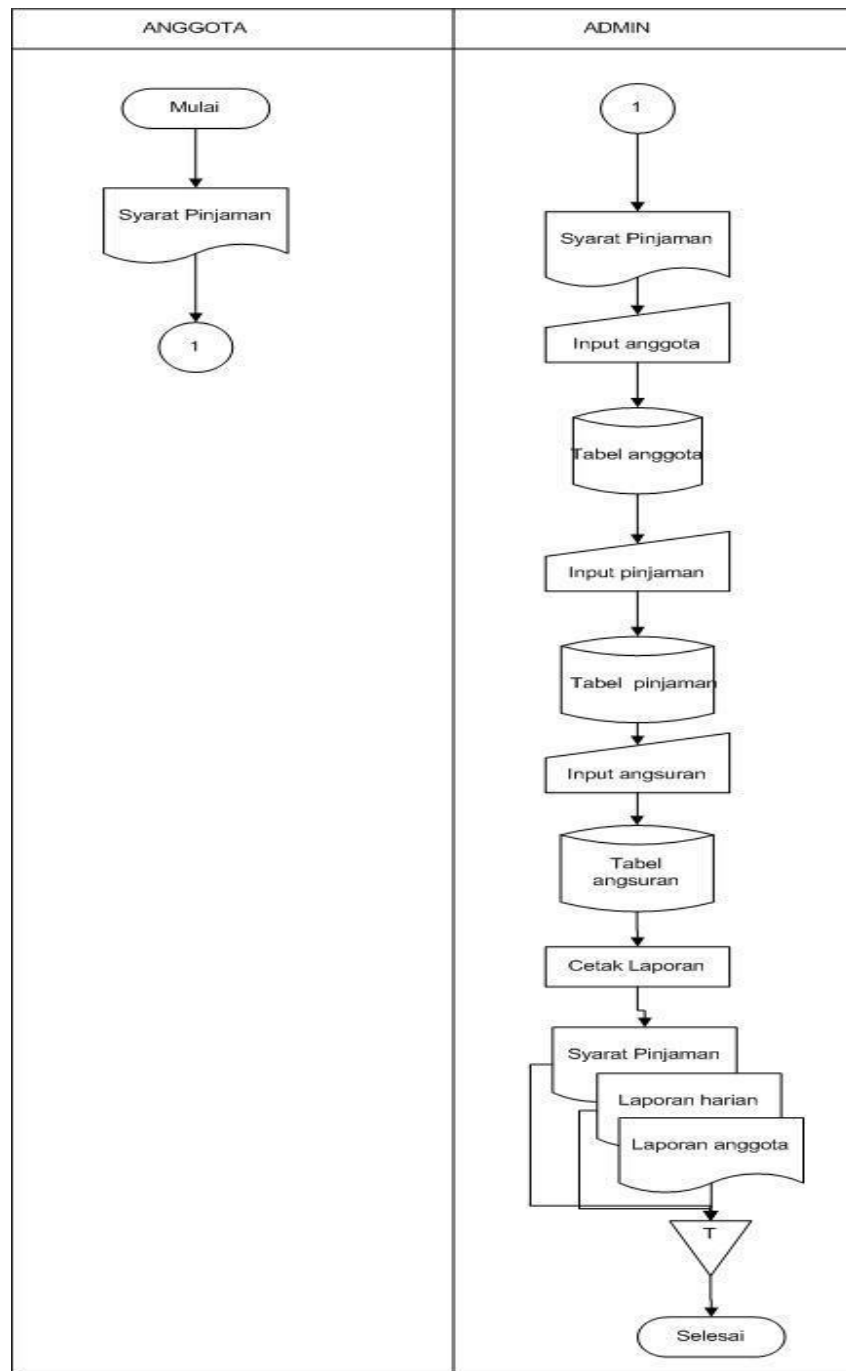 ANGGOTA
ADMIN
Mulai
Syarat Pinjaman
1
1
Syarat Pinjaman
Input anggota
Tabel anggota
Input pinjaman
Tabel pinjaman
Input angsuran
Tabel
angsuran
Cetak Laporan
Syarat Pinjaman
Laporan harian
Laporan anggota
T
Selesai